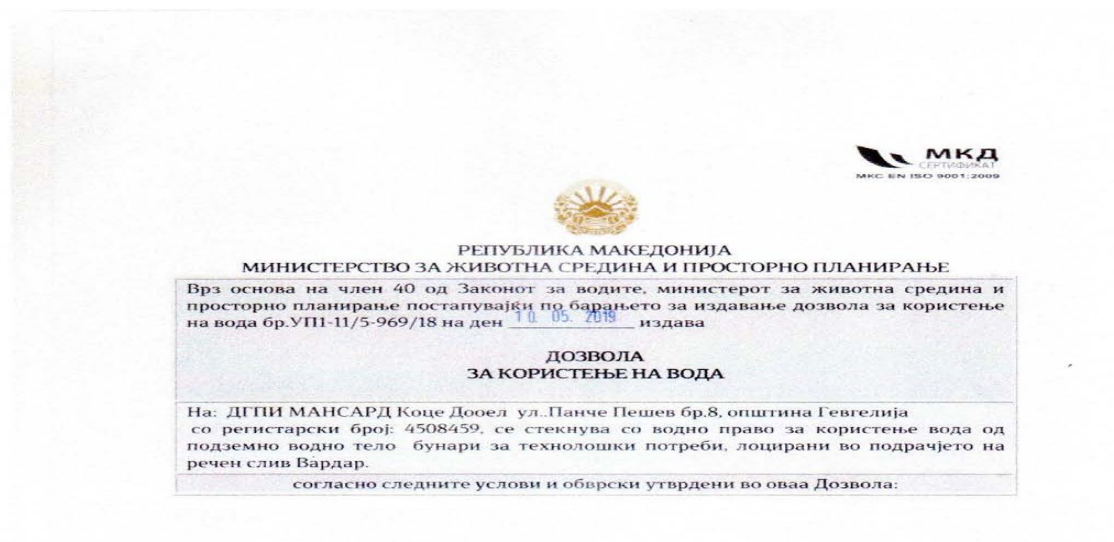 МКД
СЕРТИФИКАТ
МКС EN ISO 9001:2009
РЕПУБЛИКА МАКЕДОНИЈА
МИНИСТЕРСТВО ЗА ЖИВОТНА СРЕДИНА И ПРОСТОРНО ПЛАНИРАЊЕ
Врз основа на член 40 од Законот за водите, министерот за животна средина и
просторно планирање постапувајќи по барањето за издавање дозвола за користење
на вода бр.УП1-11/5-969/18 на ден 10. 05. 2019 издава
ДОЗВОЛА
ЗА КОРИСТЕЊЕ НА ВОДА
На: ДГПИ МАНСАРД Коце Дооел ул..Панче Пешев бр.8, општина Гевгелија
со регистарски број: 4508459, се стекнува со водно право за користење вода од
подземно водно тело бунари за технолошки потреби, лоцирани во подрачјето на
речен слив Вардар.
согласно следните услови и обврски утврдени во оваа Дозвола: